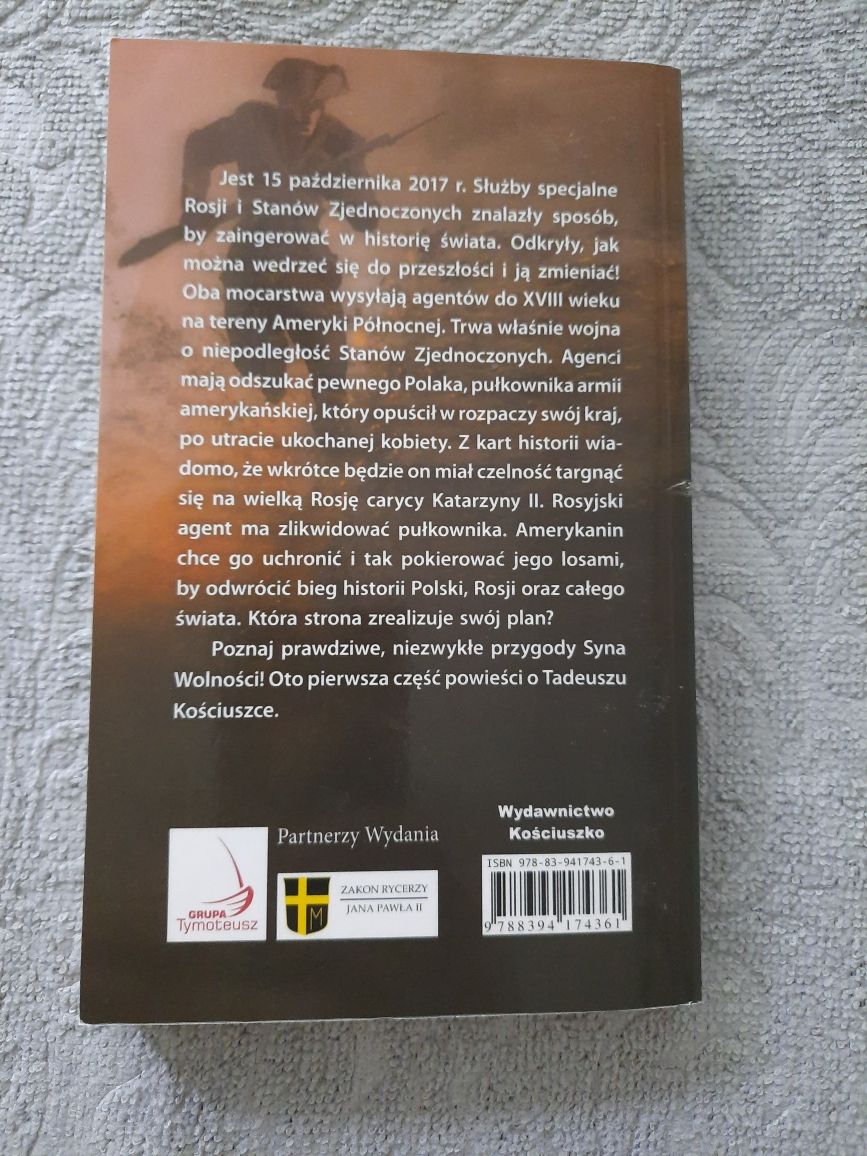 Jest 15 października 2017 r. Służby specjalne
Rosji i Stanów Zjednoczonych znalazły sposób,
by zaingerować w historię świata. Odkryły, jak
można wedrzeć się do przeszłości i ją zmieniać!
Oba mocarstwa wysyłają agentów do XVIII wieku
na tereny Ameryki Północnej. Trwa właśnie wojna
o niepodległość Stanów Zjednoczonych. Agenci
mają odszukać pewnego Polaka, pułkownika armii
amerykańskiej, który opuścił w rozpaczy swój kraj,
po utracie ukochanej kobiety. Z kart historii wia-
domo, że wkrótce będzie on miał czelność targnąć
się na wielką Rosję carycy Katarzyny II. Rosyjski
agent ma zlikwidować pułkownika. Amerykanin
chce go uchronić i tak pokierować jego losami,
by odwrócić bieg historii Polski, Rosji oraz całego
świata. Która strona zrealizuje swój plan?
Poznaj prawdziwe, niezwykłe przygody Syna
Wolności! Oto pierwsza część powieści o Tadeuszu
Kościuszce.
GRUPA
Tymoteusz
Partnerzy Wydania
M
ZAKON RYCERZY
JANA PAWŁA II
Wydawnictwo
Kościuszko
ISBN 978-83-941743-6-1
9 788394 174361